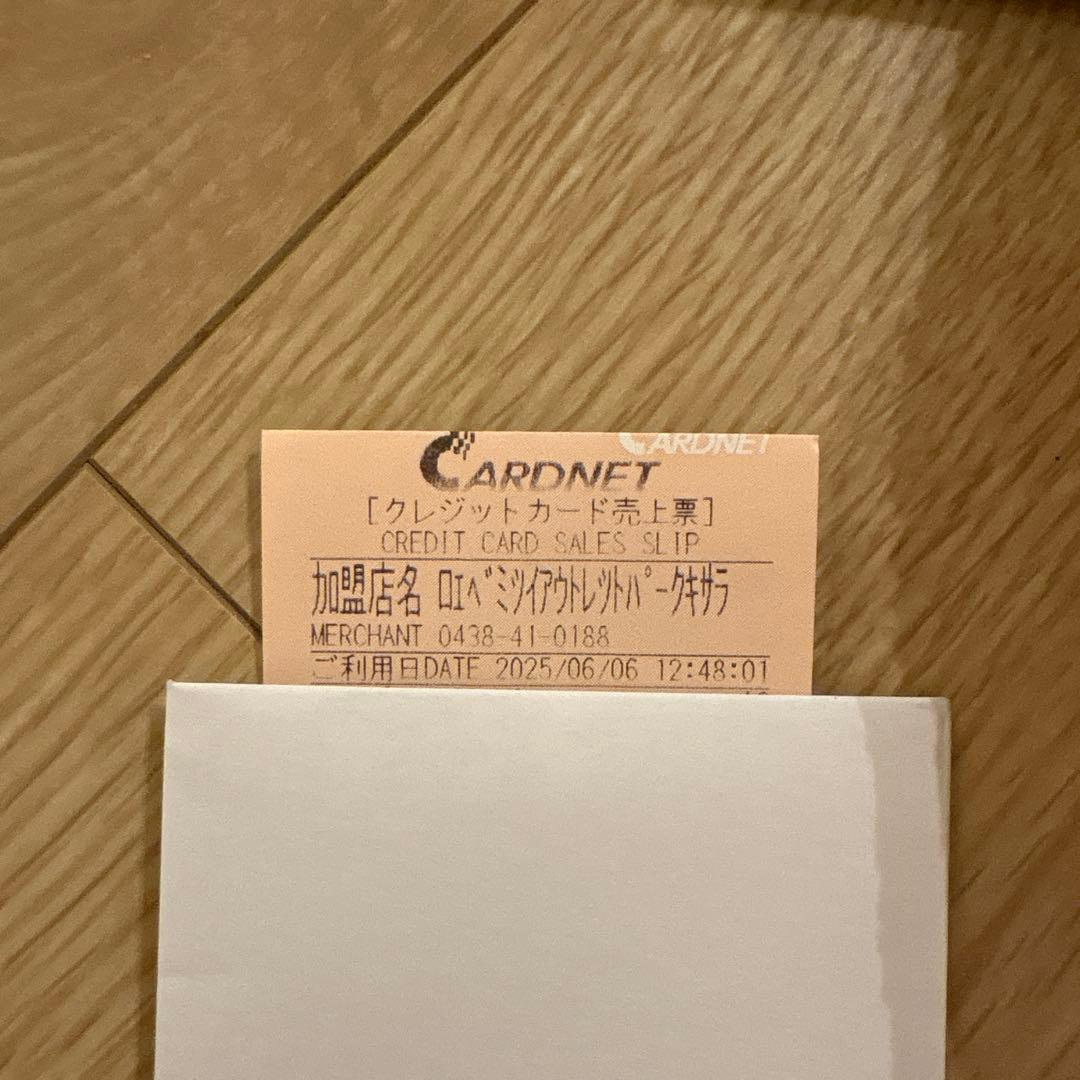 CARDNET
CARDNET
[クレジットカード売上票]
CREDIT CARD SALES SLIP
加盟店名 ロエベミツイアウトレットパークキサラ
MERCHANT 0438-41-0188
ご利用日DATE 2025/06/06 12:48:01